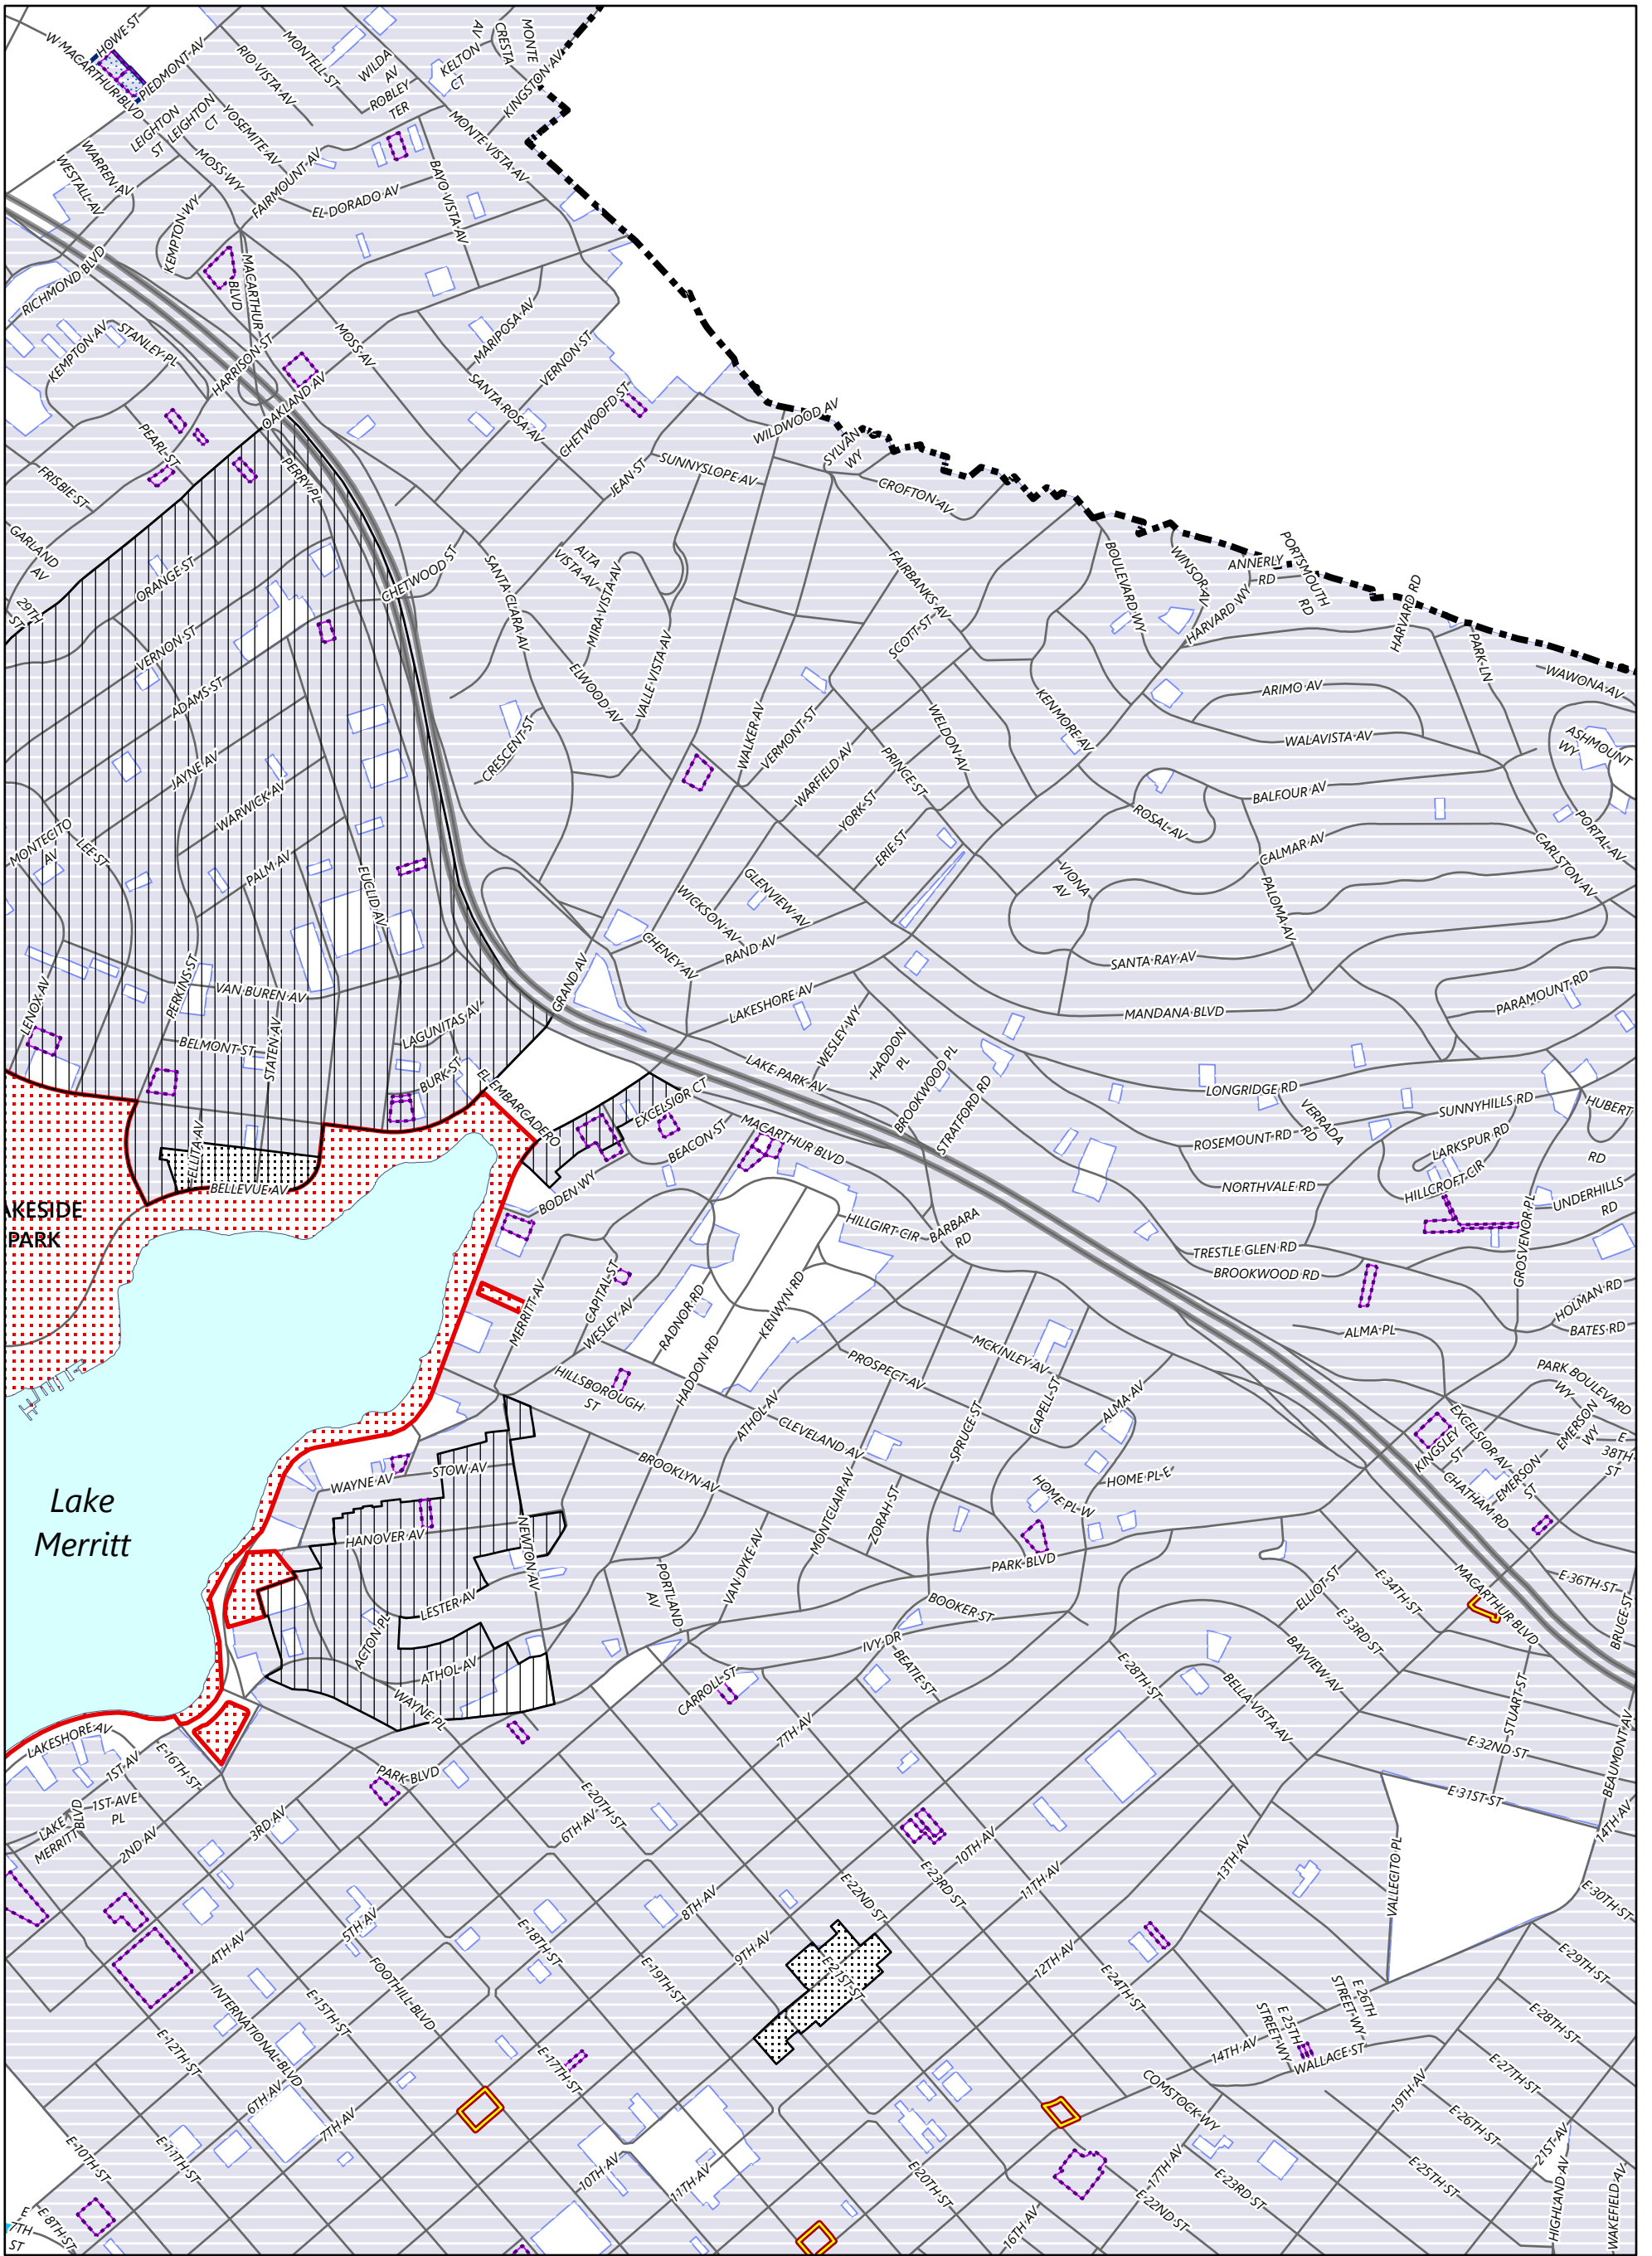 HOWE ST
W MACARTHUR BLVD
PIEDMONT AV
RIO VISTA AV
MONTELL ST
WILDA
AV
ROBLEY
TER
KELTON
CT
AV
CRESTA
MONTE
KINGSTON AV
LEIGHTON
ST
LEIGHTON
CT
YOSEMITE AV
MONTE VISTA AV
WARREN AV
WESTALL AV
MOSS WY
FAIRMOUNT AV
BAYO VISTA AV
EL DORADO AV
KEMPTON WY
RICHMOND BLVD
MACARTHUR
BLVD
KEMPTON AV
STANLEY PL
HARRISON ST
MOSS AV
MARIPOSA AV
VERNON ST
OAKLAND AV
SANTA ROSA AV
CHETWOOFD ST
WILDWOOD AV
SYLVAN
WY
PEARL ST
PERRY PL
FRISBIE ST
JEAN ST
SUNNYSLOPE AV
CROFTON AV
GARLAND
AV
29TH
ST
ORANGE ST
CHETWOOD ST
SANTA CLARA AV
ALTA
VISTA AV
MIRA VISTA AV
FAIRBANKS AV
BOULEVARD WY
WINSOR AV
ANNERLY
RD
PORTSMOUTH
RD
HARVARD WY
HARVARD RD
VERNON ST
SCOTT ST
PARK LN
WAWONA AV
ADAMS ST
ELWOOD AV
VALLE VISTA AV
ARIMO AV
KENMORE AV
WALKER AV
VERMONT ST
WELDON AV
WALAVISTA AV
ASHMOUNT
WY
CRESCENT ST
JAYNE AV
WARFIELD AV
PRINCE ST
WARWICK AV
YORK ST
ROSAL AV
BALFOUR AV
PORTAL AV
MONTECITO
AV
LEE ST
ERIE ST
CALMAR AV
CARLSTON AV
PALM AV
EUCLID AV
GLENVIEW AV
WICKSON AV
VIONA
AV
PALOMA AV
CHENEY AV
RAND AV
SANTA RAY AV
GRAND AV
PERKINS ST
VAN BUREN AV
LENOX AV
LAKESHORE AV
MANDANA BLVD
PARAMOUNT RD
LAGUNITAS AV
BELMONT ST
STATEN AV
WESLEY WY
HADDON
PL
BURK ST
LAKE PARK AV
BROOKWOOD PL
LONGRIDGE RD
EL EMBARCADERO
EXCELSIOR CT
STRATFORD RD
SUNNYHILLS RD
HUBERT
RD
VERRADA
RD
BEACON ST
MACARTHUR BLVD
ROSEMOUNT RD
LARKSPUR RD
ELLITA AV
BELLEVUE AV
BODEN WY
NORTHVALE RD
HILLCROFT CIR
UNDERHILLS
RD
AKESIDE
PARK
HILLGIRT CIR
BARBARA
RD
TRESTLE GLEN RD
BROOKWOOD RD
GROSVENOR PL
CAPITAL ST
MERRITT AV
WESLEY AV
RADNOR RD
KENWYN RD
HOLMAN RD
ALMA PL
BATES RD
HADDON RD
MCKINLEY AV
PROSPECT AV
HILLSBOROUGH
ST
PARK BOULEVARD
WY
CAPELL ST
ALMA AV
ATHOL AV
SPRUCE ST
CLEVELAND AV
EXCELSIOR AV
KINGSLEY
ST
EMERSON
WY
E
38TH
ST
STOW AV
WAYNE AV
BROOKLYN AV
HOME PL E
HOME PL W
EMERSON
ST
CHATHAM RD
Lake
Merritt
MONTCLAIR AV
ZORAH ST
HANOVER AV
NEWTON AV
VAN DYKE AV
PARK BLVD
MACARTHUR BLVD
E 36TH ST
PORTLAND
AV
ELLIOT ST
E 34TH ST
LESTER AV
BOOKER ST
E 33RD ST
BRUCE ST
ACTON PL
IVY DR
BAYVIEW AV
ATHOL AV
BEATIE ST
E 28TH ST
CARROLL ST
BELLA VISTA AV
STUART ST
WAYNE PL
7TH AV
LAKESHORE AV
E 32ND ST
BEAUMONT AV
1ST AV
E 16TH ST
PARK BLVD
E 31ST ST
1ST AVE
PL
LAKE
MERRITT
BLVD
2ND AV
3RD AV
E 20TH ST
6TH AV
14TH AV
10TH AV
13TH AV
VALLECITO PL
E 23RD ST
11TH AV
E 22ND ST
8TH AV
E 30TH ST
5TH AV
4TH AV
E 18TH ST
9TH AV
12TH AV
E 29TH ST
FOOTHILL BLVD
E 19TH ST
E 21ST ST
E 24TH ST
INTERNATIONAL BLVD
E 15TH ST
E 26TH
STREET WY
E 25TH
STREET WY
E 28TH ST
E 12TH ST
E 17TH ST
14TH AV
WALLACE ST
E 27TH ST
6TH AV
7TH AV
COMSTOCK WY
19TH AV
E 26TH ST
E 10TH ST
E 11TH ST
10TH AV
11TH AV
E 20TH ST
17TH AV
E 23RD ST
E 22ND ST
E 25TH ST
21ST AV
HIGHLAND AV
WAKEFIELD AV
16TH AV
E 8TH ST
E
7TH
ST